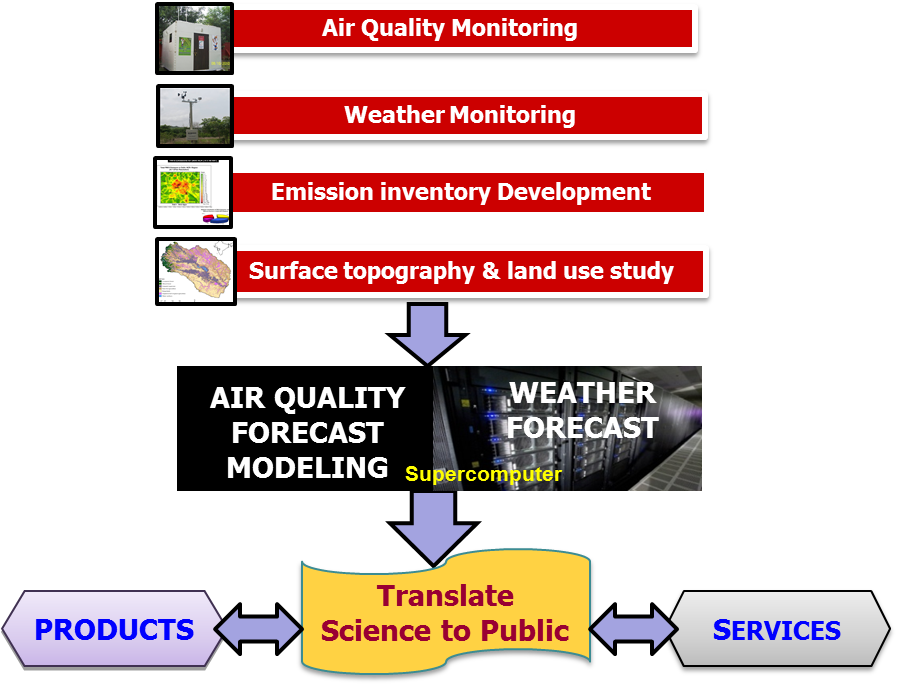 Air Quality Monitoring
Weather Monitoring
Emission inventory Development
Surface topography & land use study
AIR QUALITY
FORECAST
MODELING
WEATHER
FORECAST
Supercomputer
Translate
Science to Public
PRODUCTS
SERVICES